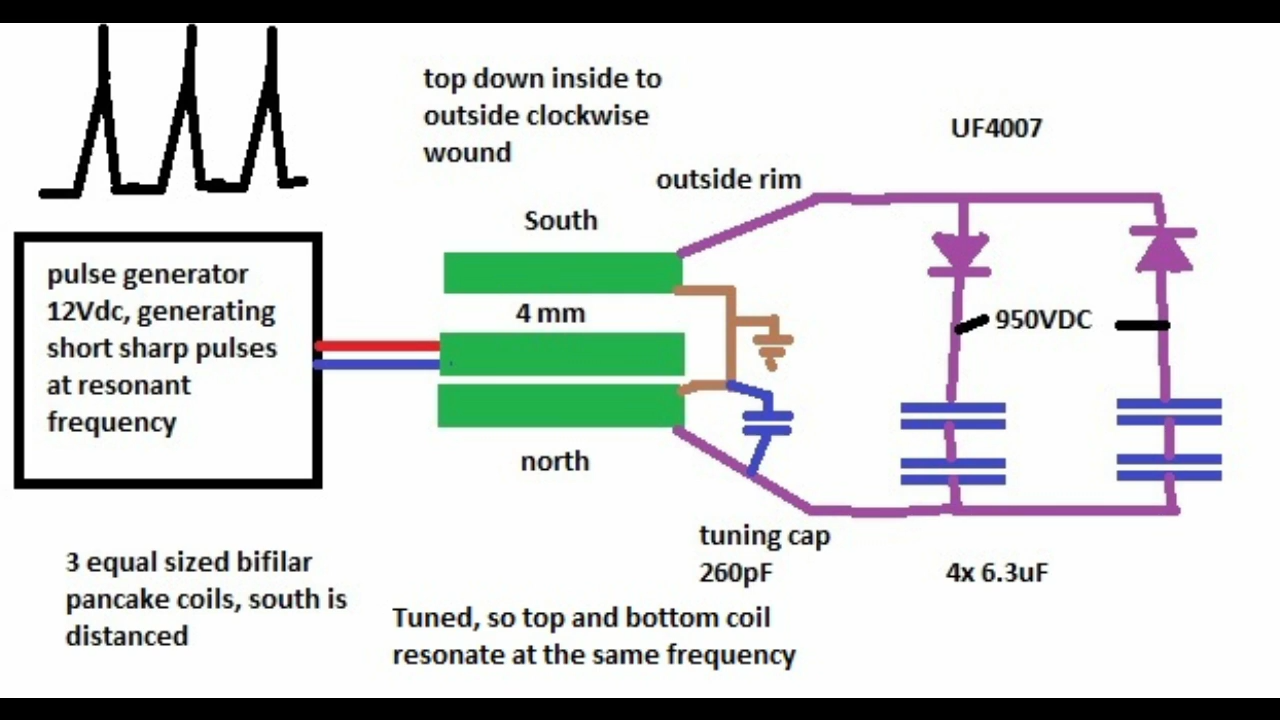 top down inside to
outside clockwise
wound
UF4007
outside rim
South
pulse generator
12Vdc, generating
short sharp pulses
at resonant
frequency
4 mm
950VDC
north
tuning cap
260pF
4x 6.3uF
3 equal sized bifilar
pancake coils, south is
distanced
Tuned, so top and bottom coil
resonate at the same frequency